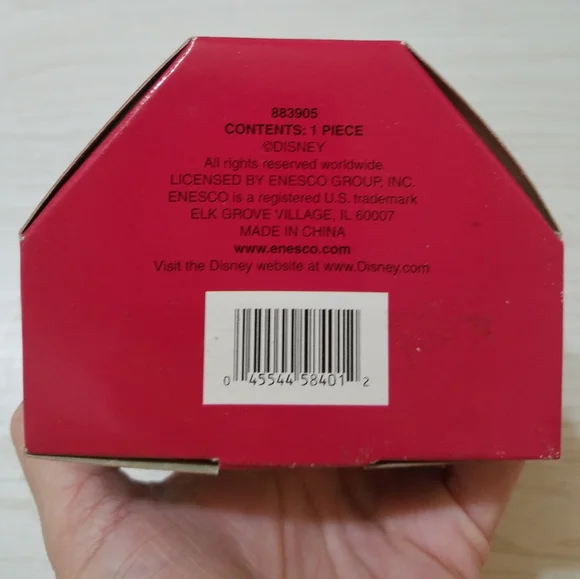 883905
CONTENTS: 1 PIECE
©DISNEY
All rights reserved worldwide
LICENSED BY ENESCO GROUP, INC.
ENESCO is a registered U.S. trademark
ELK GROVE VILLAGE, IL 60007
MADE IN CHINA
www.enesco.com
Visit the Disney website at www.Disney.com
0 45544 58401 2